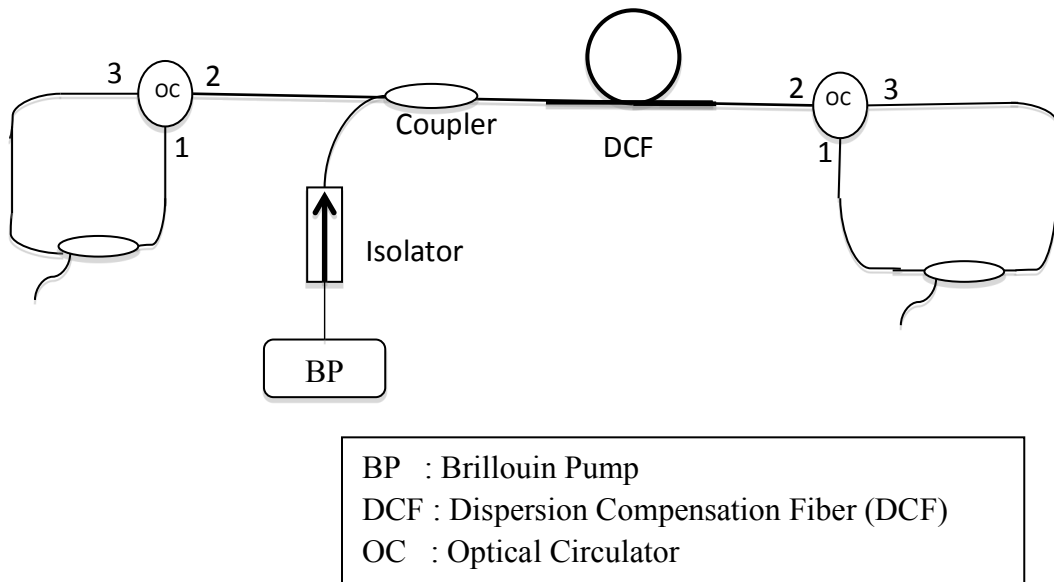 3 OC 2
1
Coupler
DCF
2 OC 3
1
Isolator
BP
BP : Brillouin Pump
DCF : Dispersion Compensation Fiber (DCF)
OC : Optical Circulator